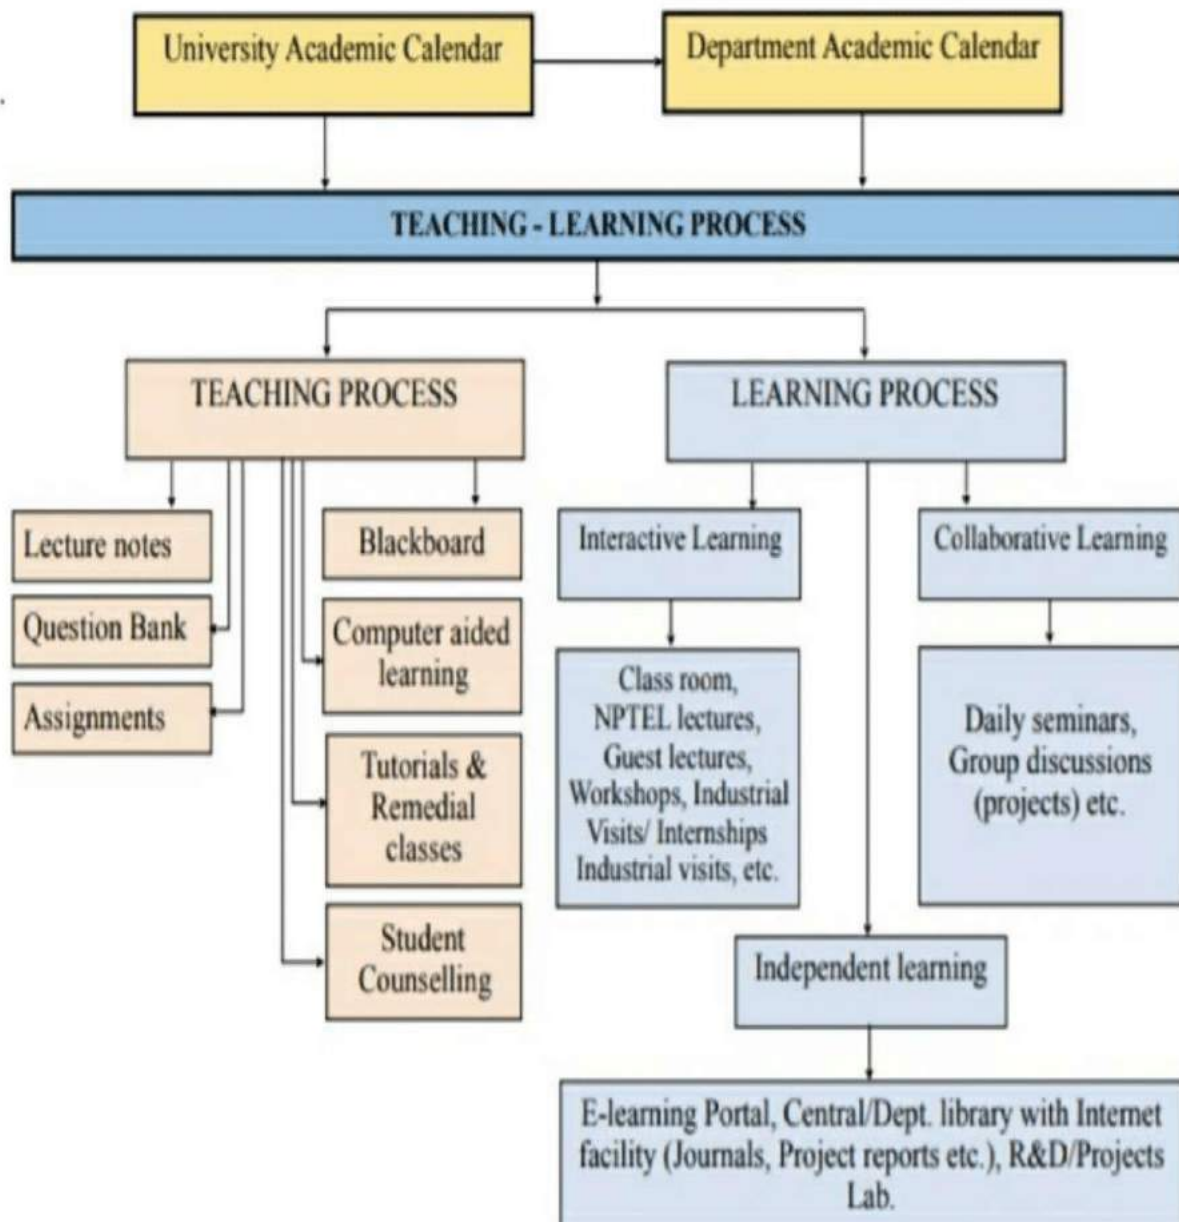 University Academic Calendar
Department Academic Calendar
TEACHING - LEARNING PROCESS
TEACHING PROCESS
LEARNING PROCESS
Lecture notes
Question Bank
Assignments
Blackboard
Computer aided
learning
Tutorials &
Remedial
classes
Student
Counselling
Interactive Learning
Class room,
NPTEL lectures,
Guest lectures,
Workshops, Industrial
Visits/ Internships
Industrial visits, etc.
Collaborative Learning
Daily seminars,
Group discussions
(projects) etc.
Independent learning
E-learning Portal, Central/Dept. library with Internet
facility (Journals, Project reports etc.), R&D/Projects
Lab.